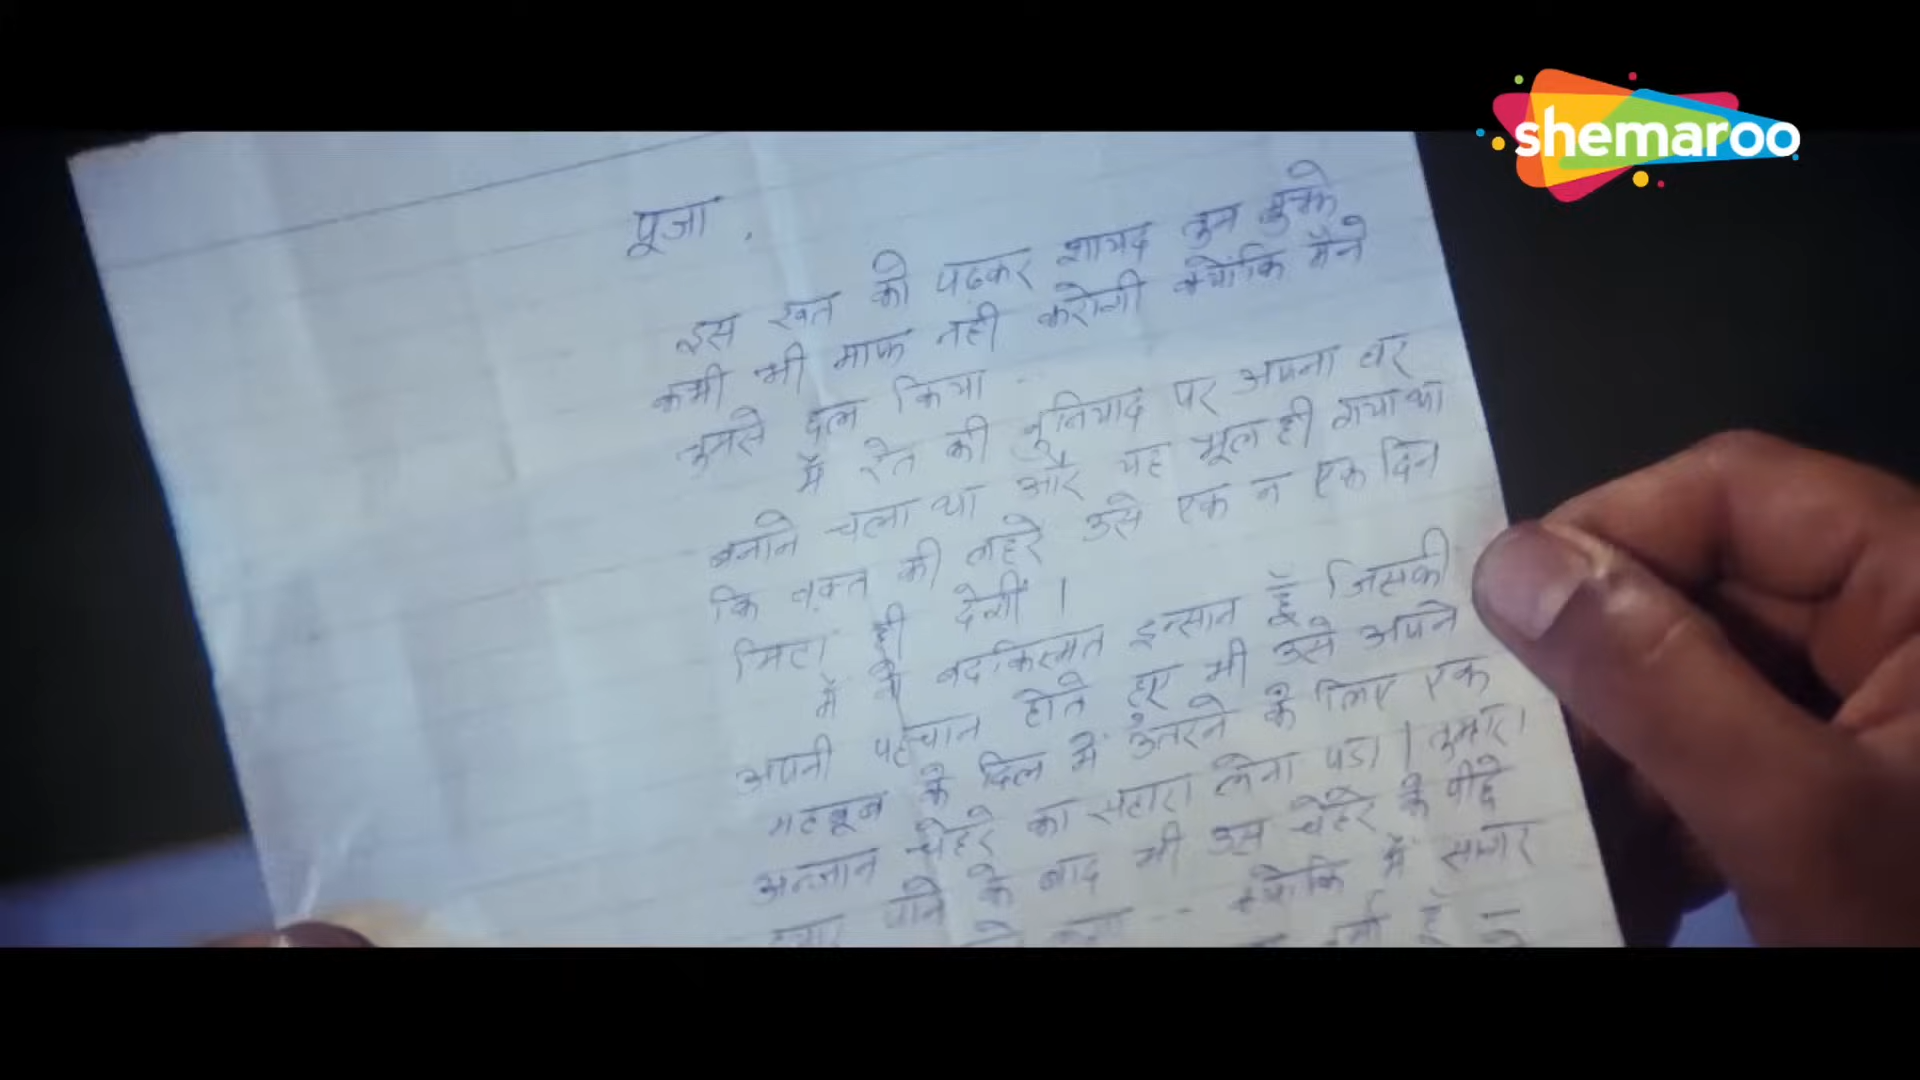 shemaroo
पूजा,
इस खत को पढकर शायद तुम मुझे
कभी भी माफ नही करोगी क्योंकि मैने
तुमसे छल किया --
मैं रेत की बुनियाद पर अपना घर
बनाने चला था और यह भूल ही गया था
कि वक़्त की लहरे उसे एक न एक दिन
मिटा ही देगीं ।
मैं वो बदकिस्मत इन्सान हूँ जिसकी
अपनी पहचान होते हुए भी उसे अपने
महबूब के दिल में उतरने के लिए एक
अन्जान चेहरे का सहारा लेना पडा । तुम्हारा
प्यार पाने के बाद भी उस चेहरे के पीछे
-- क्योंकि मैं सागर
हूँ